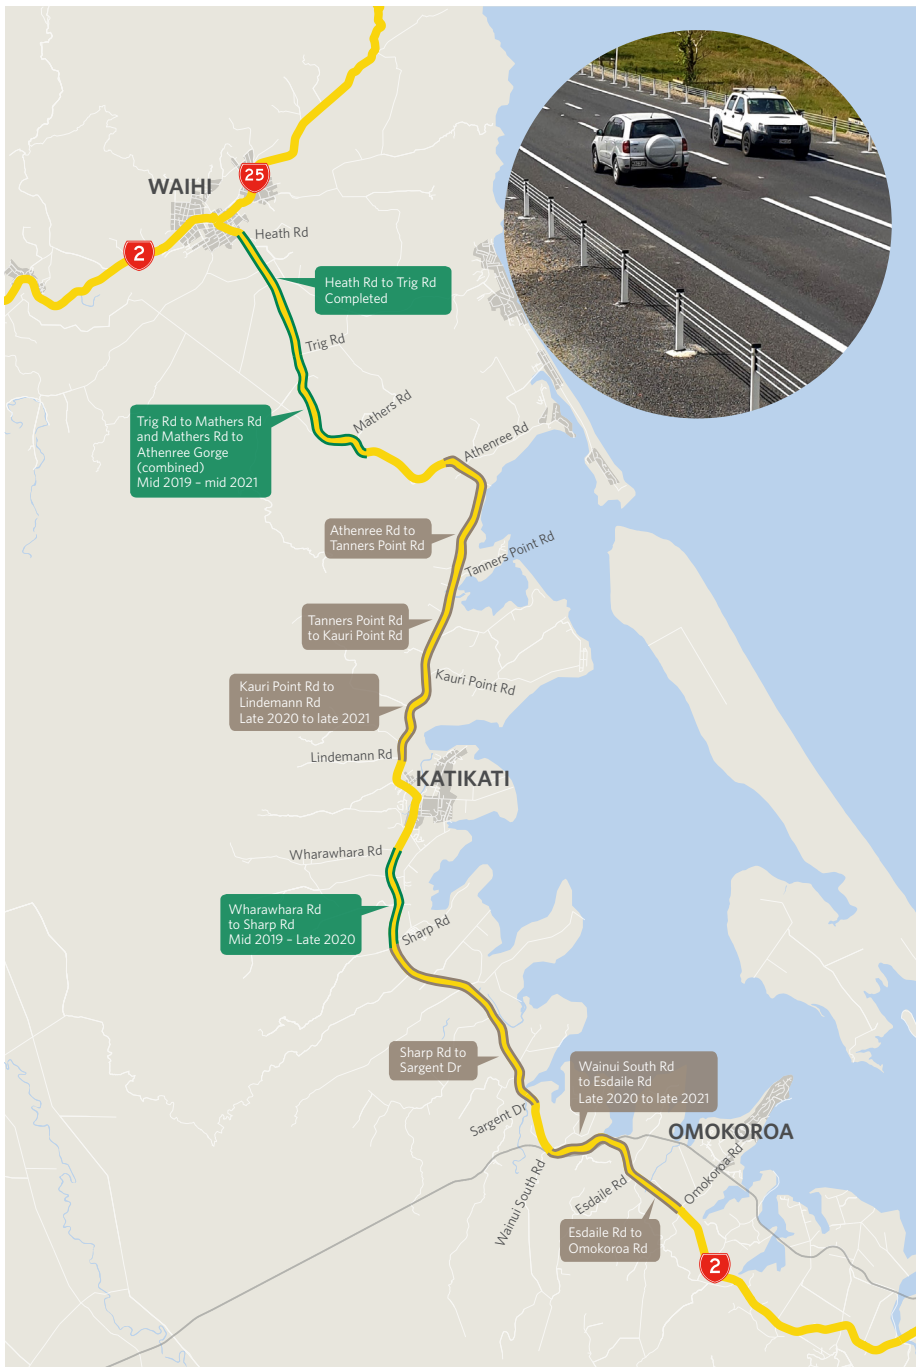 25
WAIHI
Heath Rd
2
Heath Rd to Trig Rd
Completed
Trig Rd
Mathers Rd
Trig Rd to Mathers Rd
and Mathers Rd to
Athenree Gorge
(combined)
Mid 2019 – mid 2021
Athenree Rd
Athenree Rd to
Tanners Point Rd
Tanners Point Rd
Tanners Point Rd
to Kauri Point Rd
Kauri Point Rd
Kauri Point Rd to
Lindemann Rd
Late 2020 to late 2021
Lindemann Rd
KATIKATI
Wharawhara Rd
Wharawhara Rd
to Sharp Rd
Mid 2019 – Late 2020
Sharp Rd
Sharp Rd to
Sargent Dr
Wainui South Rd
to Esdaile Rd
Late 2020 to late 2021
Sargent Dr
OMOKOROA
Omokoroa Rd
Wainui South Rd
Esdaile Rd
Esdaile Rd to
Omokoroa Rd
2